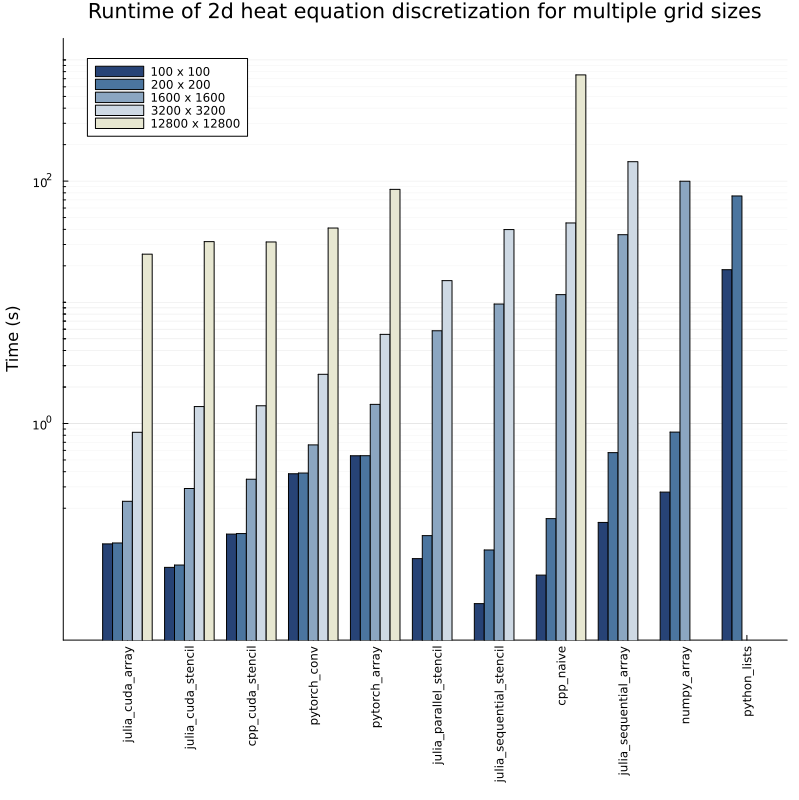 Runtime of 2d heat equation discretization for multiple grid sizes
100 x 100
200 x 200
1600 x 1600
3200 x 3200
12800 x 12800
10²
10⁰
Time (s)
julia_cuda_array
julia_cuda_stencil
cpp_cuda_stencil
pytorch_conv
pytorch_array
julia_parallel_stencil
julia_sequential_stencil
cpp_naive
julia_sequential_array
numpy_array
python_lists